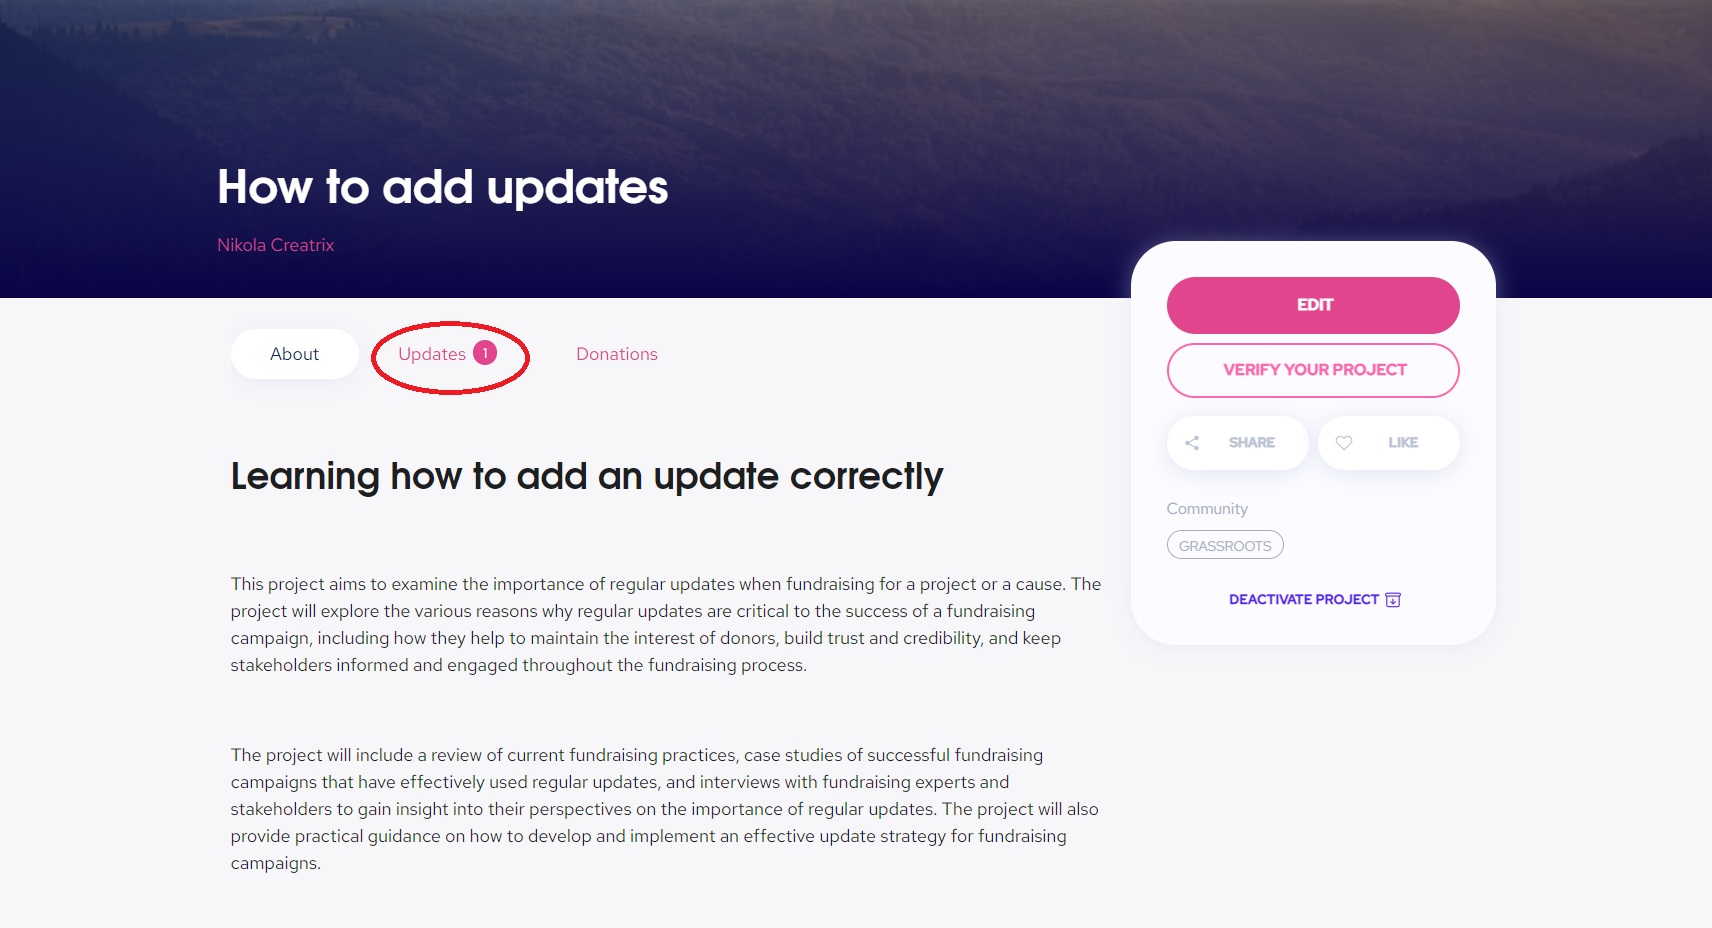 How to add updates
Nikola Creatrix
EDIT
About
Updates 1
Donations
VERIFY YOUR PROJECT
SHARE
LIKE
Learning how to add an update correctly
Community
GRASSROOTS
DEACTIVATE PROJECT
This project aims to examine the importance of regular updates when fundraising for a project or a cause. The
project will explore the various reasons why regular updates are critical to the success of a fundraising
campaign, including how they help to maintain the interest of donors, build trust and credibility, and keep
stakeholders informed and engaged throughout the fundraising process.
The project will include a review of current fundraising practices, case studies of successful fundraising
campaigns that have effectively used regular updates, and interviews with fundraising experts and
stakeholders to gain insight into their perspectives on the importance of regular updates. The project will also
provide practical guidance on how to develop and implement an effective update strategy for fundraising
campaigns.